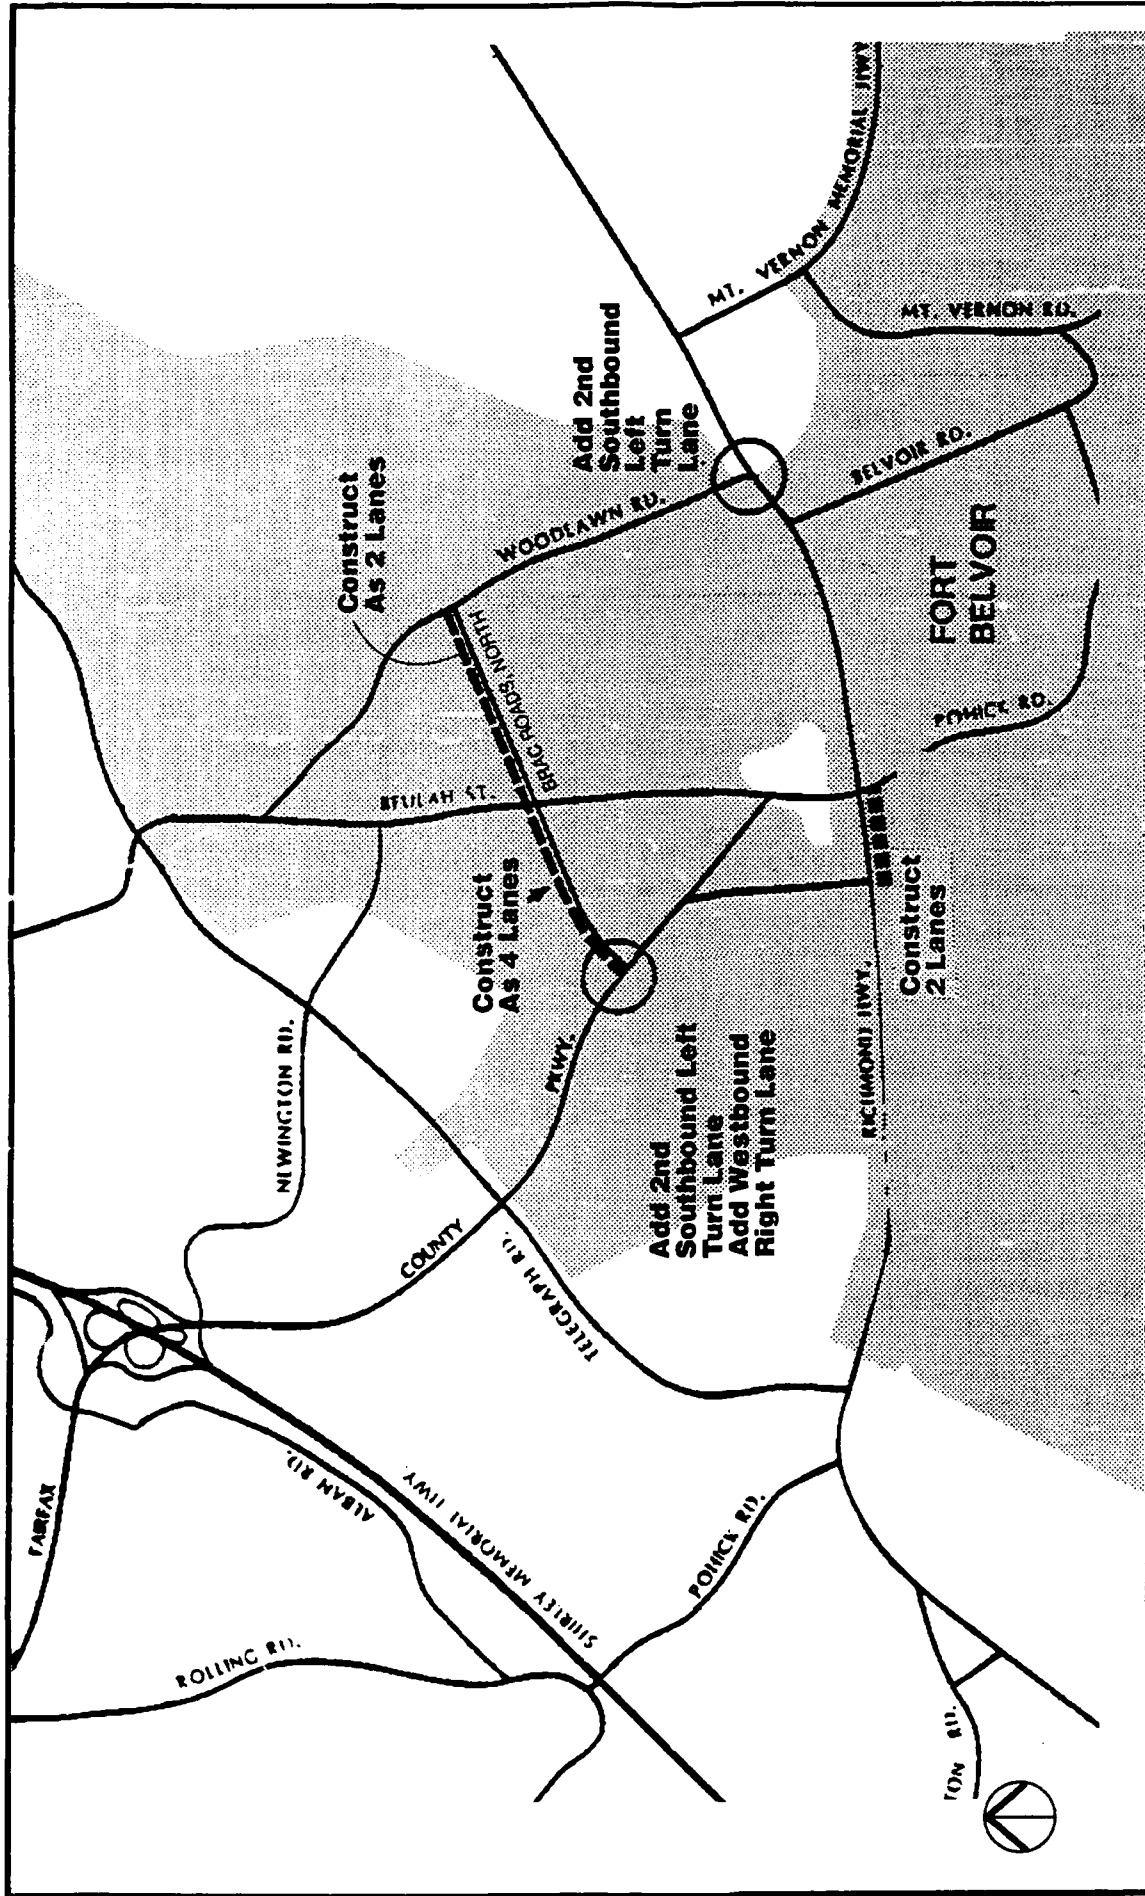 FAIRFAX
ROLLING RD.
ALBAN RD.
SHIRLEY MEMORIAL HWY.
NEWINGTON RD.
COUNTY
PKWY.
TELEGRAPH RD.
POHICK RD.
TON RD.
Construct
As 2 Lanes
BEULAH ST.
BRAC ROADS, NORTH
WOODLAWN RD.
Construct
As 4 Lanes
Add 2nd
Southbound
Left
Turn
Lane
MT. VERNON MEMORIAL HWY
MT. VERNON RD.
BELVOIR RD.
Add 2nd
Southbound Left
Turn Lane
Add Westbound
Right Turn Lane
RICHMOND HWY.
Construct
2 Lanes
FORT
BELVOIR
POHICK RD.